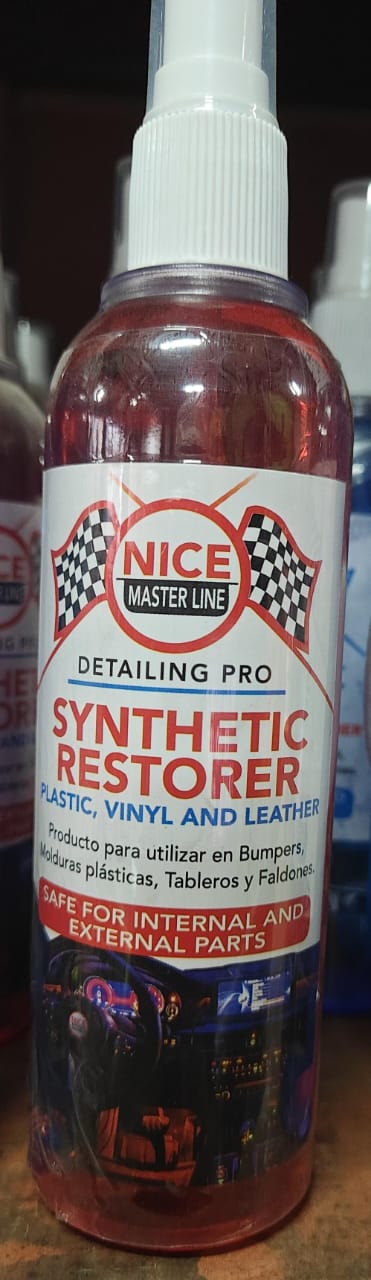 NICE
MASTER LINE
DETAILING PRO
SYNTHETIC
RESTORER
PLASTIC, VINYL AND LEATHER
Producto para utilizar en Bumpers,
Molduras plásticas, Tableros y Faldones.
SAFE FOR INTERNAL AND
EXTERNAL PARTS
NICE